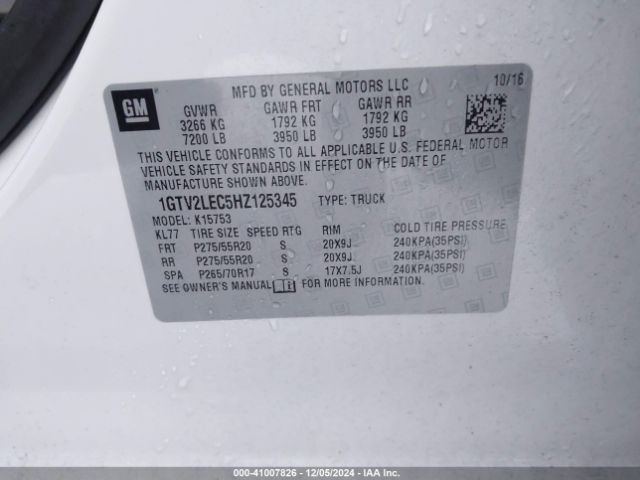 GM
MFD BY GENERAL MOTORS LLC 10/16
GVWR GAWR FRT GAWR RR
3266 KG 1792 KG 1792 KG
7200 LB 3950 LB 3950 LB
THIS VEHICLE CONFORMS TO ALL APPLICABLE U.S. FEDERAL MOTOR
VEHICLE SAFETY STANDARDS IN EFFECT ON THE DATE OF
MANUFACTURE SHOWN ABOVE.
1GTV2LEC5HZ125345 TYPE: TRUCK
MODEL: K15753
KL77 TIRE SIZE SPEED RTG RIM COLD TIRE PRESSURE
FRT P275/55R20 S 20X9J 240KPA(35PSI)
RR P275/55R20 S 20X9J 240KPA(35PSI)
SPA P265/70R17 S 17X7.5J 240KPA(35PSI)
SEE OWNER'S MANUAL FOR MORE INFORMATION.
000-41007826 - 12/05/2024 - IAA Inc.